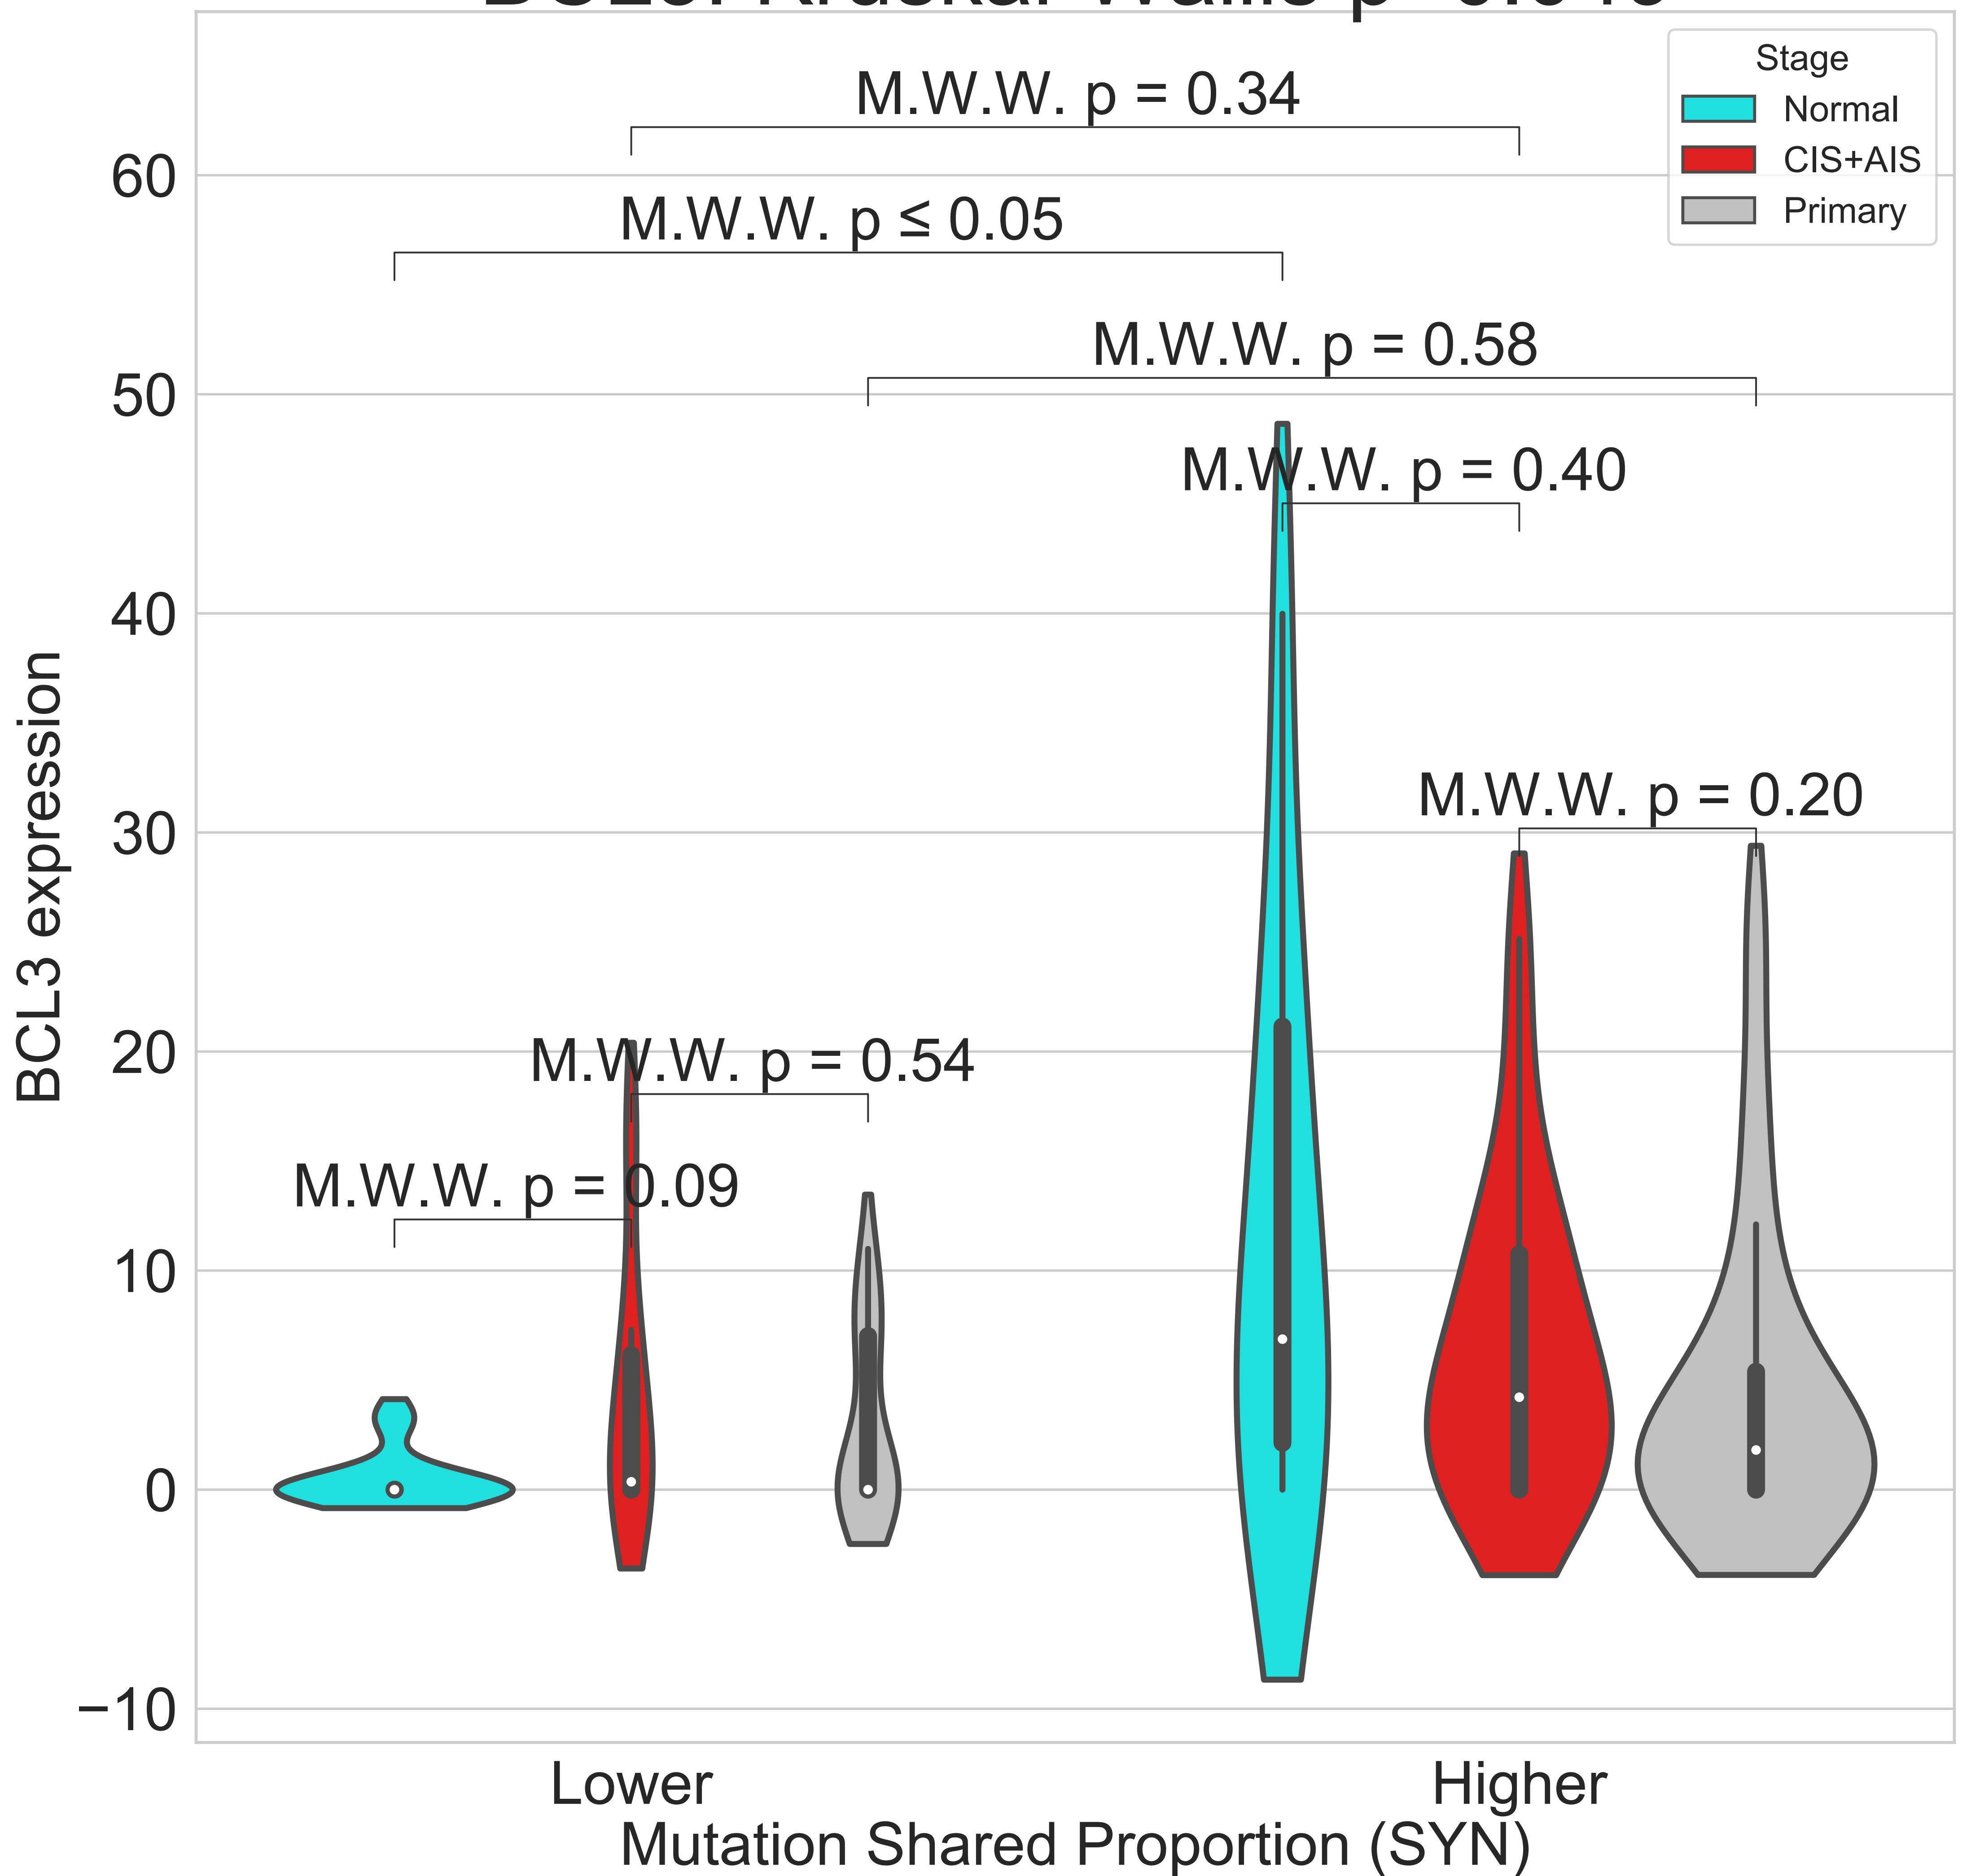 Stage
Normal
CIS+AIS
Primary
M.W.W. p = 0.34
M.W.W. p ≤ 0.05
M.W.W. p = 0.58
M.W.W. p = 0.40
M.W.W. p = 0.20
M.W.W. p = 0.54
M.W.W. p = 0.09
60
50
40
30
20
10
0
−10
BCL3 expression
Lower
Higher
Mutation Shared Proportion (SYN)